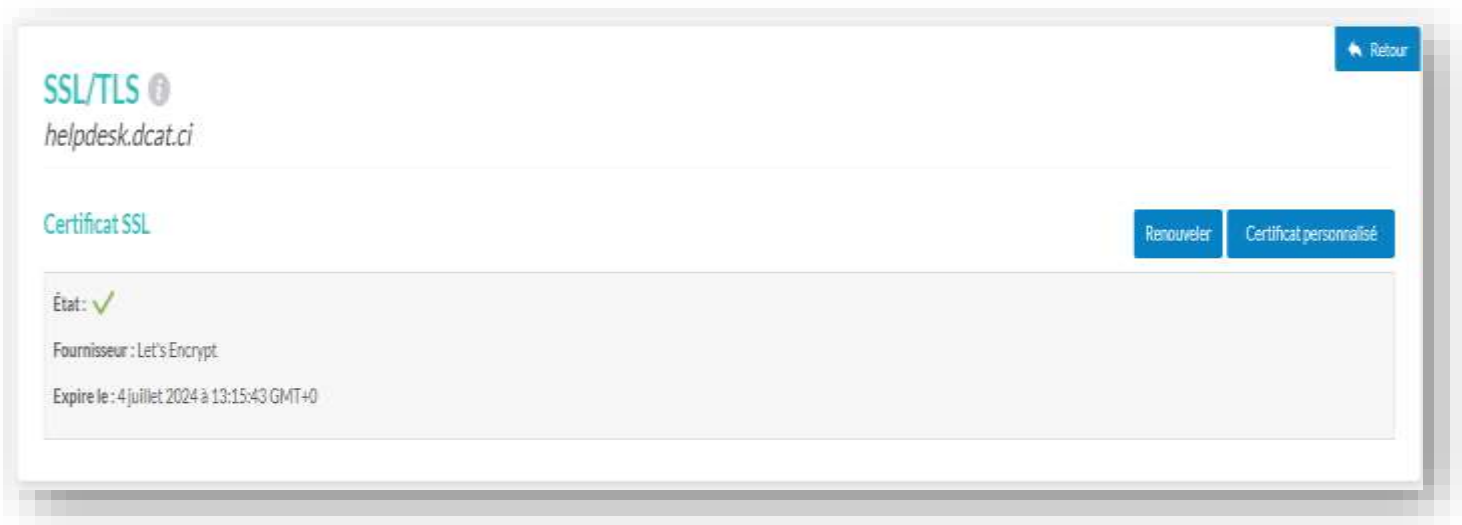 Retour
SSL/TLS
helpdesk.dcat.ci
Certificat SSL
Renouveler
Certificat personnalisé
État :
Fournisseur : Let's Encrypt
Expire le : 4 juillet 2024 à 13:15:43 GMT+0